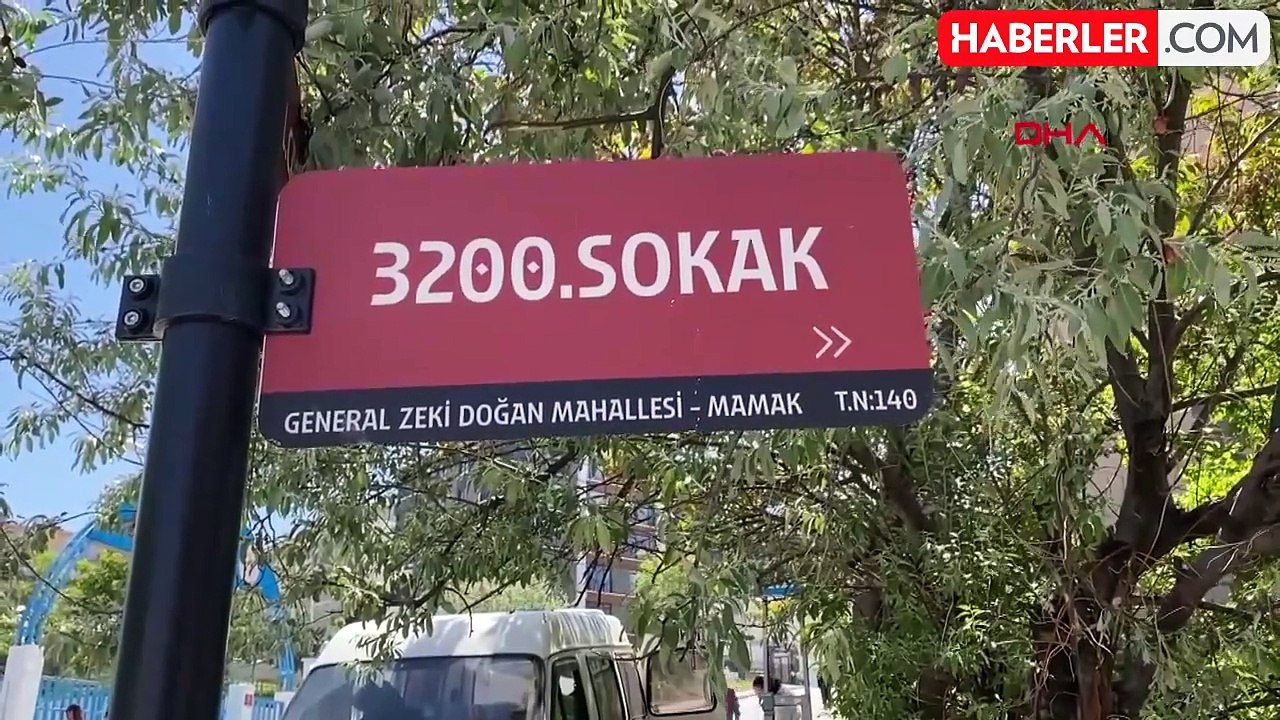 HABERLER.COM
DHA
3200.SOKAK
>>
GENERAL ZEKİ DOĞAN MAHALLESİ - MAMAK T.N:140